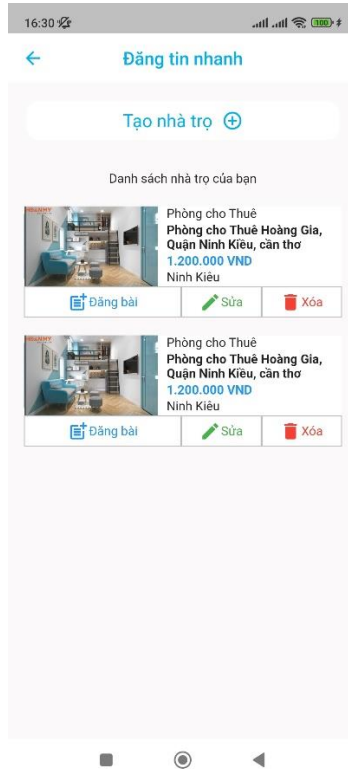 16:30
100
Đăng tin nhanh
Tạo nhà trọ
Danh sách nhà trọ của bạn
Phòng cho Thuê
Phòng cho Thuê Hoàng Gia,
Quận Ninh Kiều, cần thơ
1.200.000 VND
Ninh Kiêu
Đăng bài
Sửa
Xóa
Phòng cho Thuê
Phòng cho Thuê Hoàng Gia,
Quận Ninh Kiều, cần thơ
1.200.000 VND
Ninh Kiêu
Đăng bài
Sửa
Xóa